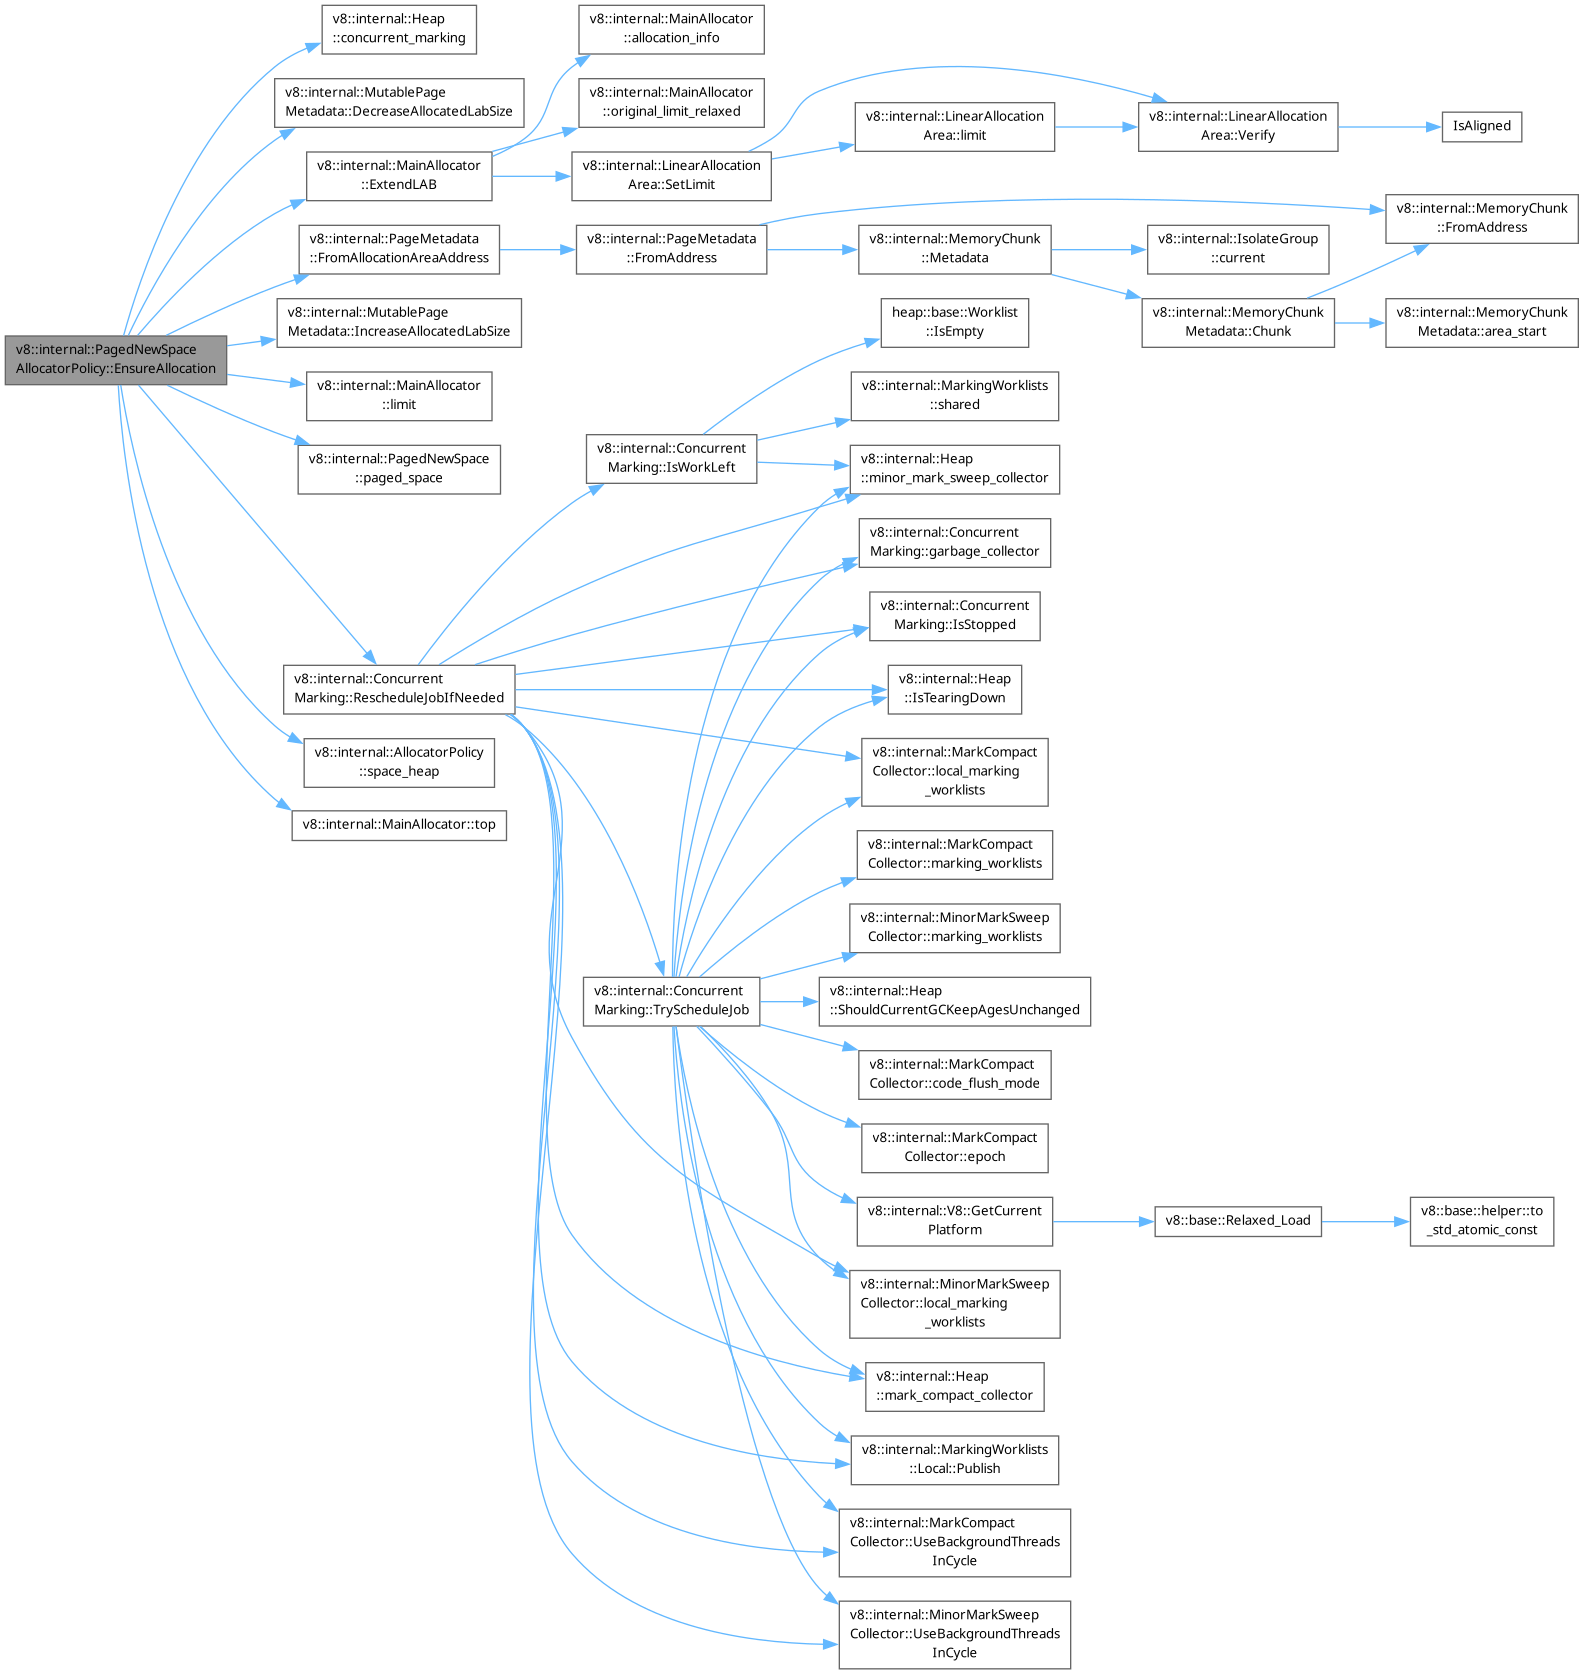 v8::internal::PagedNewSpace
AllocatorPolicy::EnsureAllocation
v8::internal::Heap
::concurrent_marking
v8::internal::MutablePage
Metadata::DecreaseAllocatedLabSize
v8::internal::MainAllocator
::ExtendLAB
v8::internal::PageMetadata
::FromAllocationAreaAddress
v8::internal::MutablePage
Metadata::IncreaseAllocatedLabSize
v8::internal::MainAllocator
::limit
v8::internal::PagedNewSpace
::paged_space
v8::internal::Concurrent
Marking::RescheduleJobIfNeeded
v8::internal::AllocatorPolicy
::space_heap
v8::internal::MainAllocator::top
v8::internal::MainAllocator
::allocation_info
v8::internal::MainAllocator
::original_limit_relaxed
v8::internal::LinearAllocation
Area::SetLimit
v8::internal::PageMetadata
::FromAddress
v8::internal::Concurrent
Marking::IsWorkLeft
v8::internal::Concurrent
Marking::TryScheduleJob
v8::internal::LinearAllocation
Area::limit
v8::internal::MemoryChunk
::Metadata
heap::base::Worklist
::IsEmpty
v8::internal::MarkingWorklists
::shared
v8::internal::Heap
::minor_mark_sweep_collector
v8::internal::Concurrent
Marking::garbage_collector
v8::internal::Concurrent
Marking::IsStopped
v8::internal::Heap
::IsTearingDown
v8::internal::MarkCompact
Collector::local_marking
_worklists
v8::internal::MarkCompact
Collector::marking_worklists
v8::internal::MinorMarkSweep
Collector::marking_worklists
v8::internal::Heap
::ShouldCurrentGCKeepAgesUnchanged
v8::internal::MarkCompact
Collector::code_flush_mode
v8::internal::MarkCompact
Collector::epoch
v8::internal::V8::GetCurrent
Platform
v8::internal::MinorMarkSweep
Collector::local_marking
_worklists
v8::internal::Heap
::mark_compact_collector
v8::internal::MarkingWorklists
::Local::Publish
v8::internal::MarkCompact
Collector::UseBackgroundThreads
InCycle
v8::internal::MinorMarkSweep
Collector::UseBackgroundThreads
InCycle
v8::internal::LinearAllocation
Area::Verify
v8::internal::IsolateGroup
::current
v8::internal::MemoryChunk
Metadata::Chunk
v8::base::Relaxed_Load
IsAligned
v8::internal::MemoryChunk
::FromAddress
v8::internal::MemoryChunk
Metadata::area_start
v8::base::helper::to
_std_atomic_const